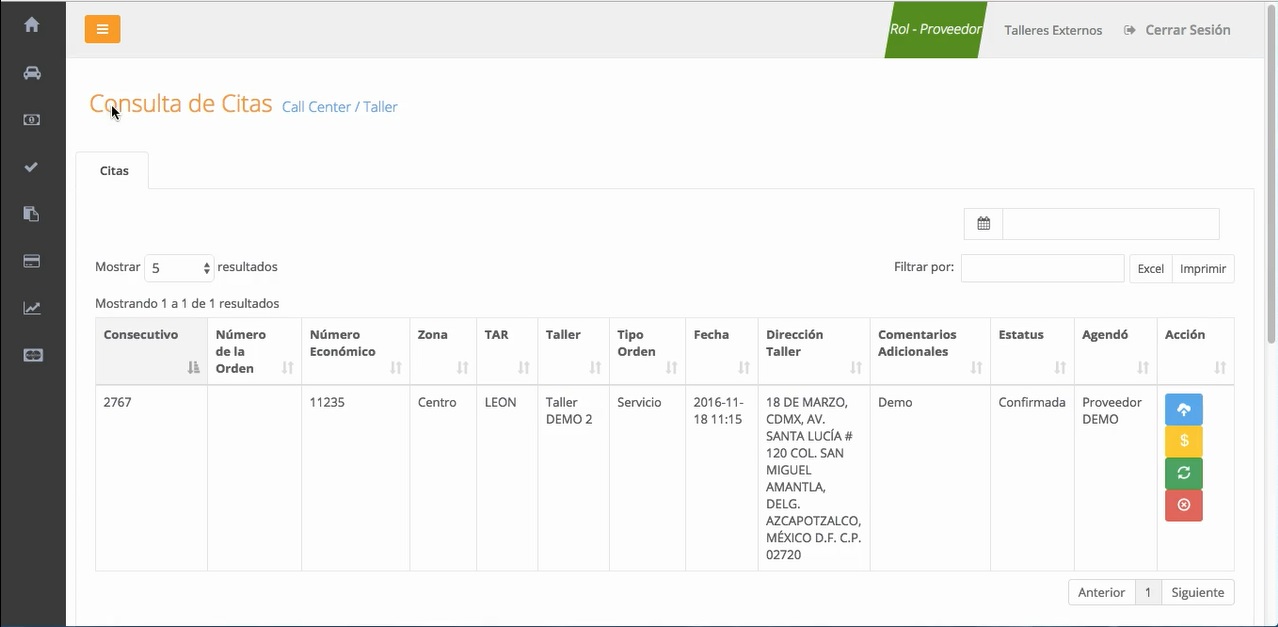 Rol - Proveedor
Talleres Externos
Cerrar Sesión
Consulta de Citas Call Center / Taller
Citas
Mostrar 5 resultados
Filtrar por:
Excel
Imprimir
Mostrando 1 a 1 de 1 resultados
Consecutivo
Número
de la
Orden
Número
Económico
Zona
TAR
Taller
Tipo
Orden
Fecha
Dirección
Taller
Comentarios
Adicionales
Estatus
Agendó
Acción
2767
11235
Centro
LEON
Taller
DEMO 2
Servicio
2016-11-
18 11:15
18 DE MARZO,
CDMX, AV.
SANTA LUCÍA #
120 COL. SAN
MIGUEL
AMANTLA,
DELG.
AZCAPOTZALCO,
MÉXICO D.F. C.P.
02720
Demo
Confirmada
Proveedor
DEMO
$
Anterior
1
Siguiente